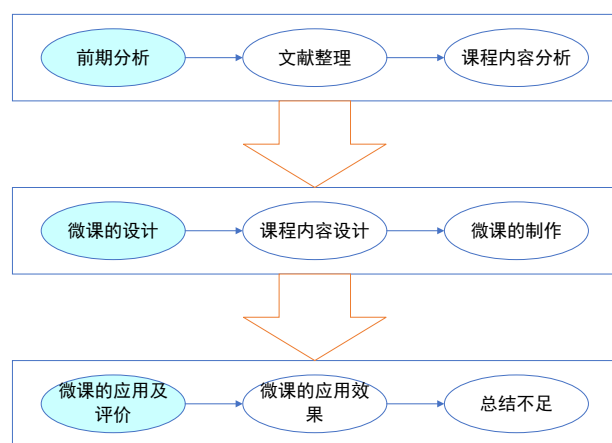 前期分析
文献整理
课程内容分析
微课的设计
课程内容设计
微课的制作
微课的应用及
评价
微课的应用效
果
总结不足